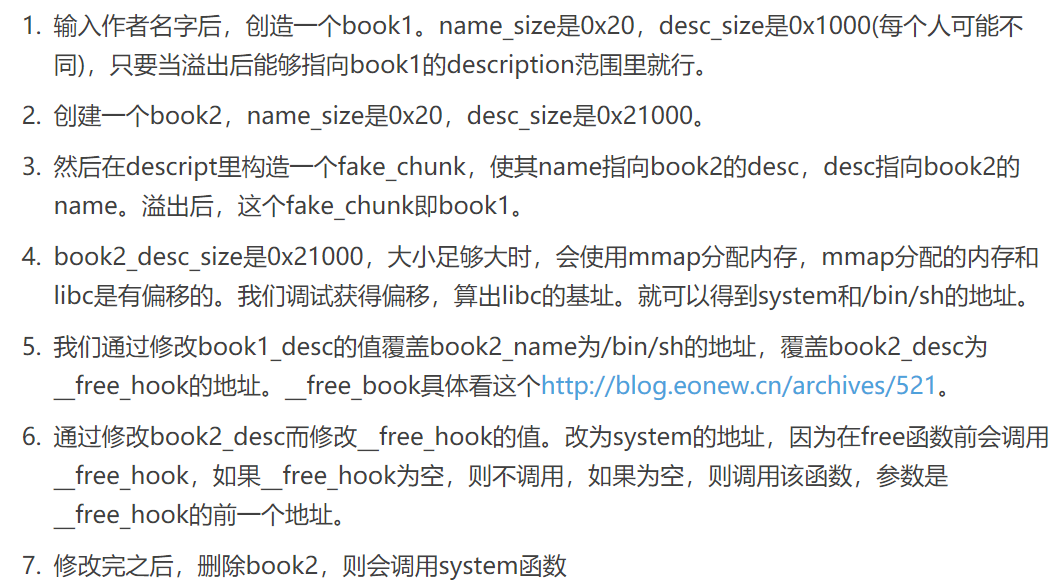 1. 输入作者名字后，创造一个book1。name_size是0x20，desc_size是0x1000(每个人可能不
同)，只要当溢出后能够指向book1的description范围里就行。
2. 创建一个book2，name_size是0x20，desc_size是0x21000。
3. 然后在descript里构造一个fake_chunk，使其name指向book2的desc，desc指向book2的
name。溢出后，这个fake_chunk即book1。
4. book2_desc_size是0x21000，大小足够大时，会使用mmap分配内存，mmap分配的内存和
libc是有偏移的。我们调试获得偏移，算出libc的基址。就可以得到system和/bin/sh的地址。
5. 我们通过修改book1_desc的值覆盖book2_name为/bin/sh的地址，覆盖book2_desc为
__free_hook的地址。__free_book具体看这个http://blog.eonew.cn/archives/521。
6. 通过修改book2_desc而修改__free_hook的值。改为system的地址，因为在free函数前会调用
__free_hook，如果__free_hook为空，则不调用，如果为空，则调用该函数，参数是
__free_hook的前一个地址。
7. 修改完之后，删除book2，则会调用system函数